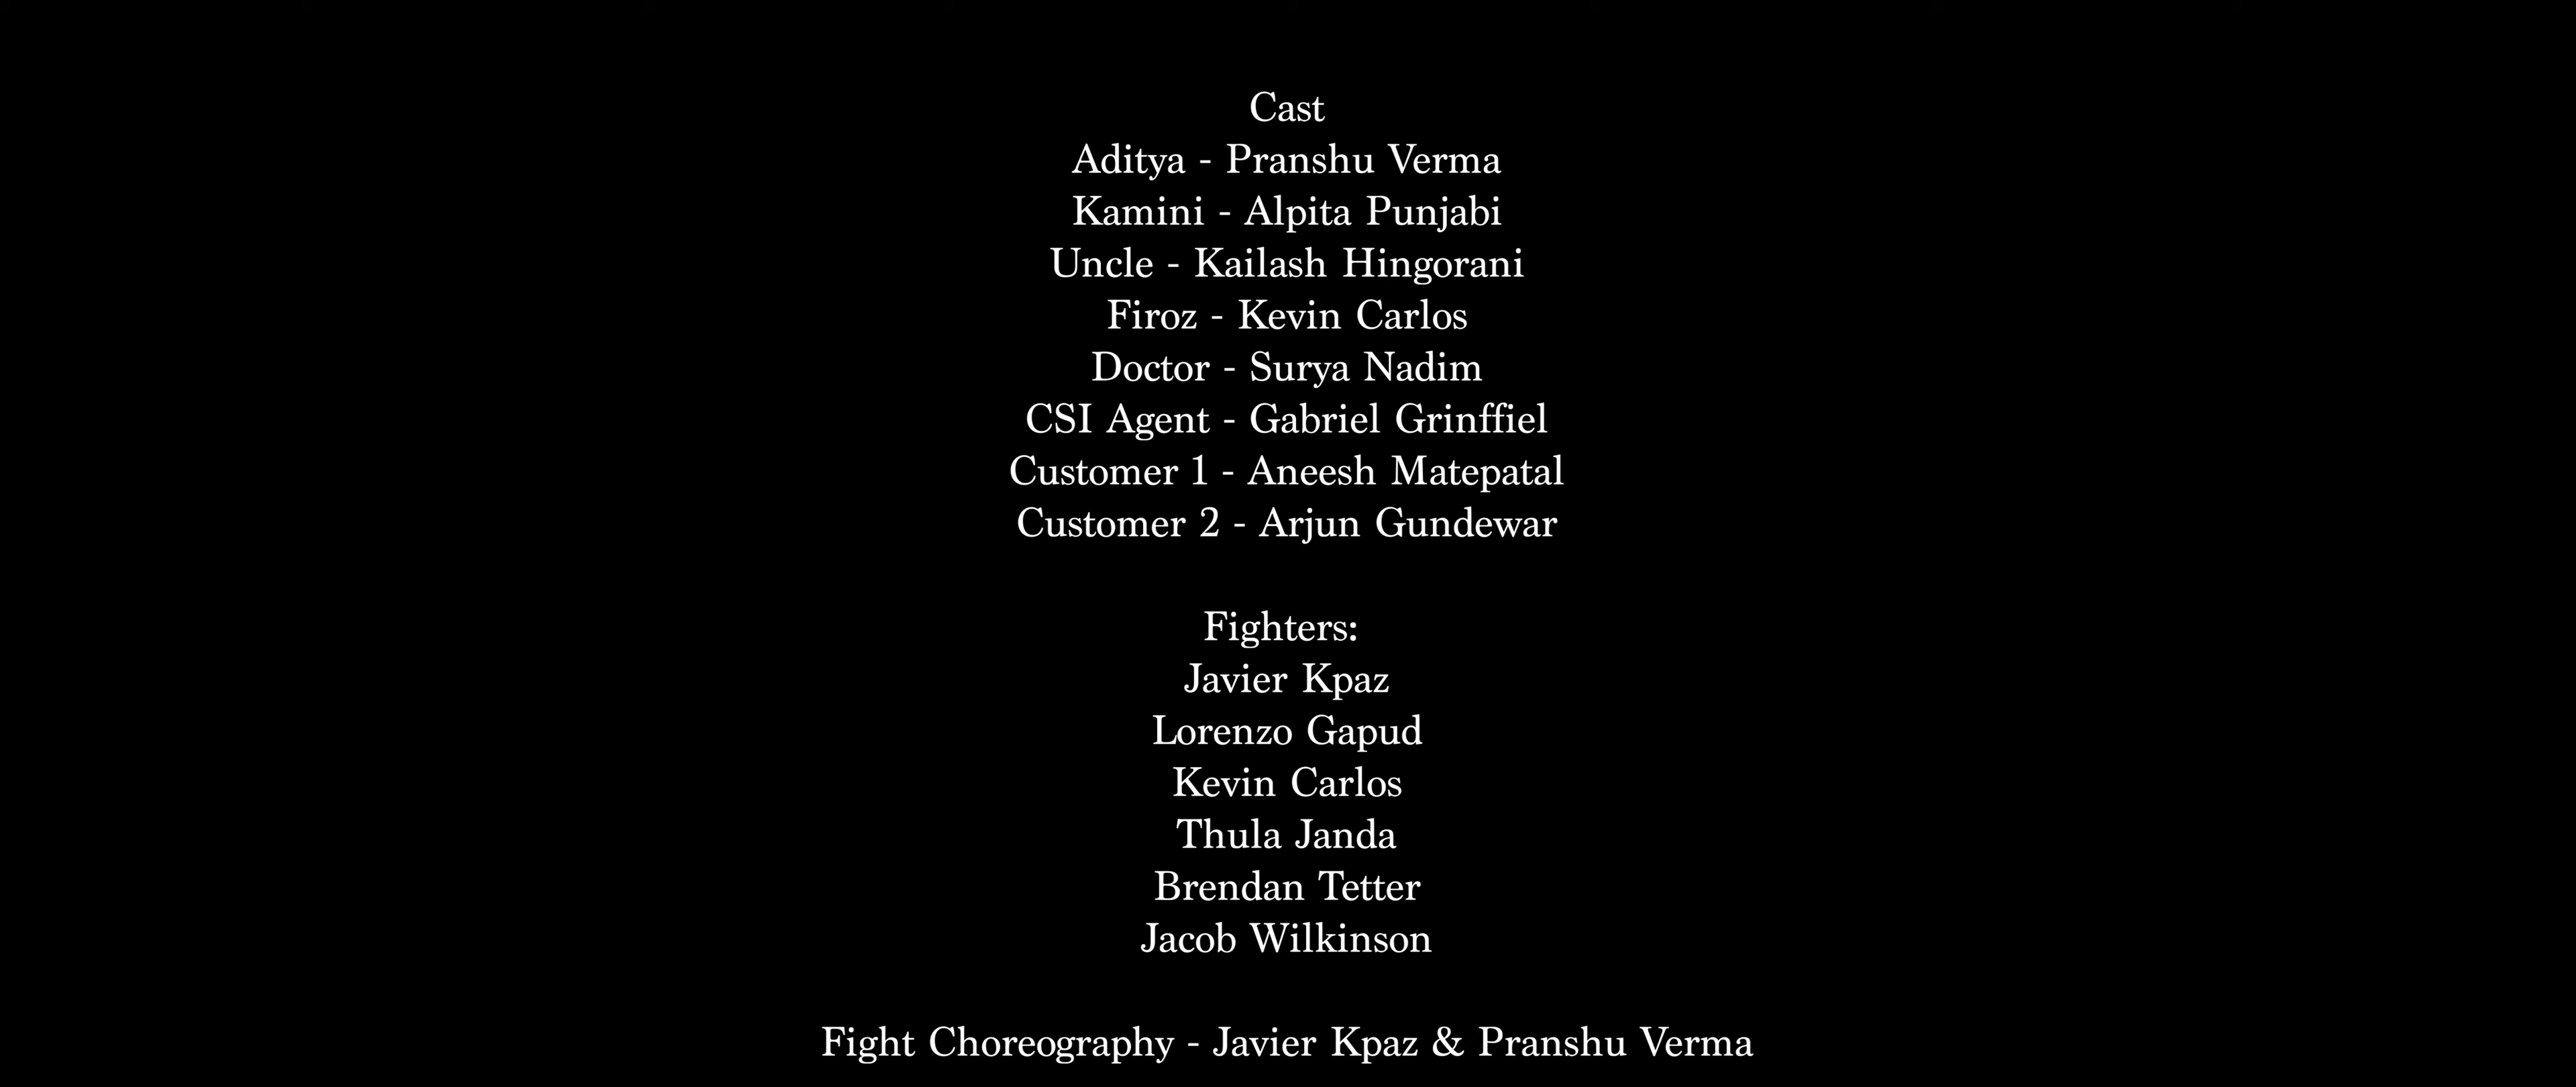 Cast
Aditya - Pranshu Verma
Kamini - Alpita Punjabi
Uncle - Kailash Hingorani
Firoz - Kevin Carlos
Doctor - Surya Nadim
CSI Agent - Gabriel Grinffiel
Customer 1 - Aneesh Matepatal
Customer 2 - Arjun Gundewar
Fighters:
Javier Kpaz
Lorenzo Gapud
Kevin Carlos
Thula Janda
Brendan Tetter
Jacob Wilkinson
Fight Choreography - Javier Kpaz & Pranshu Verma